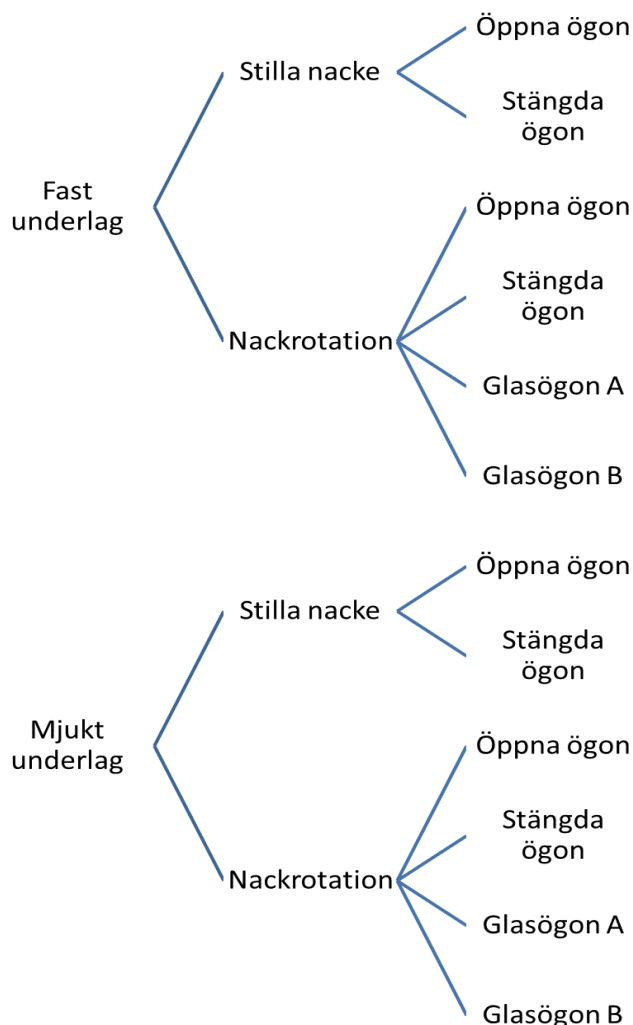 Öppna ögon
Stilla nacke
Stängda
ögon
Fast
underlag
Öppna ögon
Stängda
ögon
Nackrotation
Glasögon A
Glasögon B
Öppna ögon
Stilla nacke
Stängda
ögon
Mjukt
underlag
Öppna ögon
Stängda
ögon
Nackrotation
Glasögon A
Glasögon B